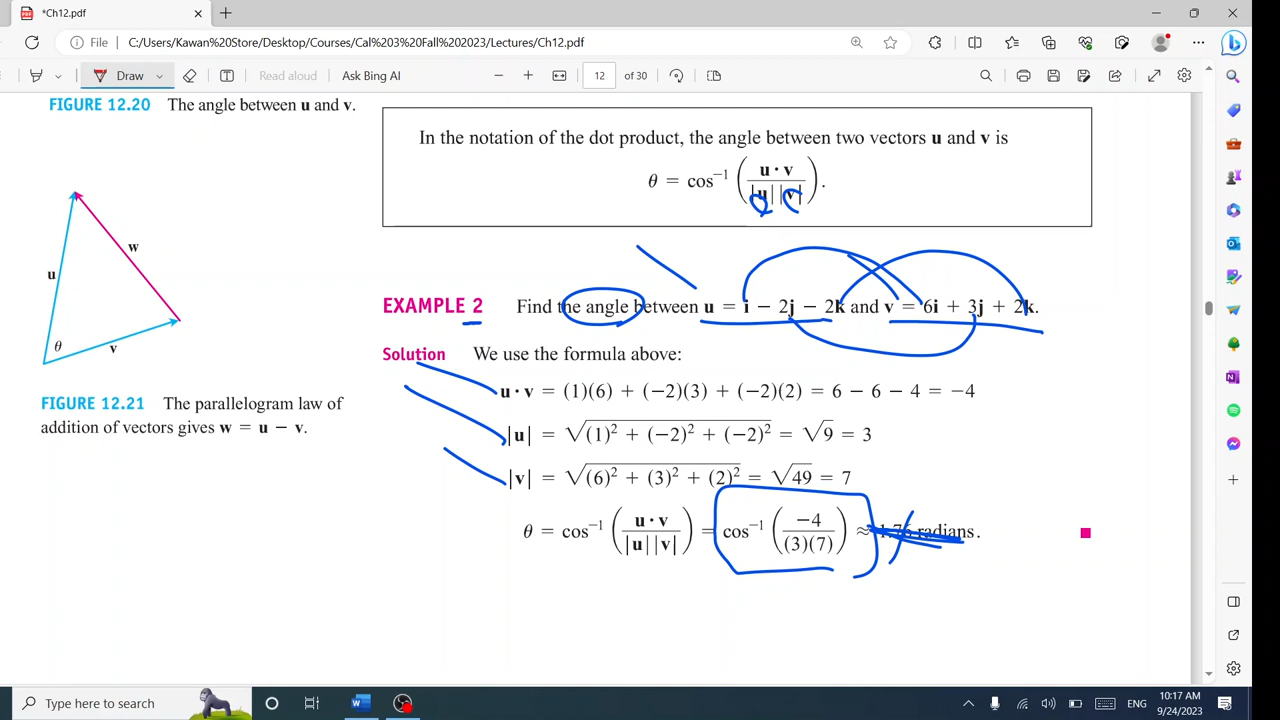 *Ch12.pdf
File
C:/Users/Kawan%20Store/Desktop/Courses/Cal%203%20Fall%202023/Lectures/Ch12.pdf
Draw
Read aloud
Ask Bing AI
12
of 30
FIGURE 12.20 The angle between u and v.
In the notation of the dot product, the angle between two vectors u and v is
θ = cos⁻¹ (u · v / |u| |v|).
w
u
θ
v
EXAMPLE 2 Find the angle between u = i − 2j − 2k and v = 6i + 3j + 2k.
Solution We use the formula above:
u · v = (1)(6) + (−2)(3) + (−2)(2) = 6 − 6 − 4 = −4
|u| = √(1)² + (−2)² + (−2)² = √9 = 3
|v| = √(6)² + (3)² + (2)² = √49 = 7
θ = cos⁻¹ (u · v / |u| |v|) = cos⁻¹ (−4 / (3)(7)) ≈ 1.76 radians.
FIGURE 12.21 The parallelogram law of
addition of vectors gives w = u − v.
Type here to search
ENG
10:17 AM
9/24/2023